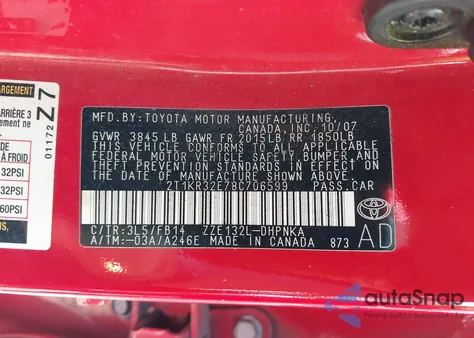 ARGEMENT
ARRIÈRE 3
À FROID
32PSI
32PSI
60PSI
01172
Z7
MFD.BY:TOYOTA MOTOR MANUFACTURING.
CANADA, INC. 10/07
GVWR 3845LB GAWR FR 2015LB RR 1850LB
THIS VEHICLE CONFORMS TO ALL APPLICABLE
FEDERAL MOTOR VEHICLE SAFETY,
BUMPER, AND THEFT PREVENTION STANDARDS
IN EFFECT ON THE DATE OF MANUFACTURE
SHOWN ABOVE.
2T1KR32E78C706599 PASS.CAR
C/TR:3L5/FB14 ZZE132L-DHPNKA
A/TM:-03A/A246E MADE IN CANADA 873
AD
autoSnap